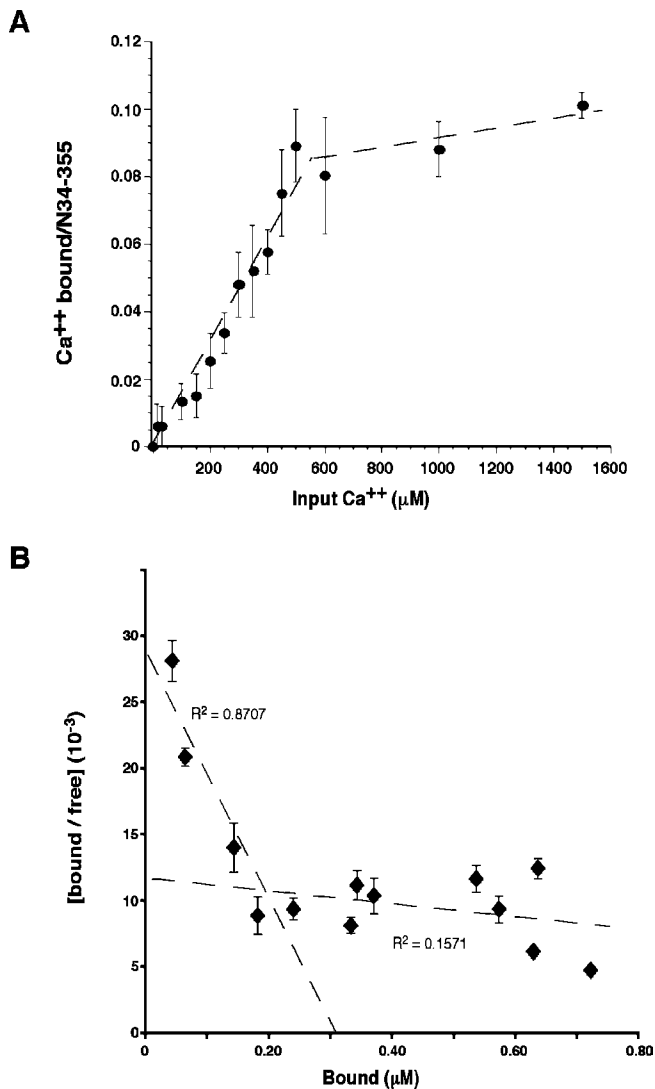 A
0.12
0.10
0.08
0.06
0.04
0.02
0
Ca++ bound/N34-355
200 400 600 800 1000 1200 1400 1600
Input Ca++ (µM)
B
30
25
20
15
10
5
0
[bound / free] (10-3)
R2 = 0.8707
R2 = 0.1571
0 0.20 0.40 0.60 0.80
Bound (µM)